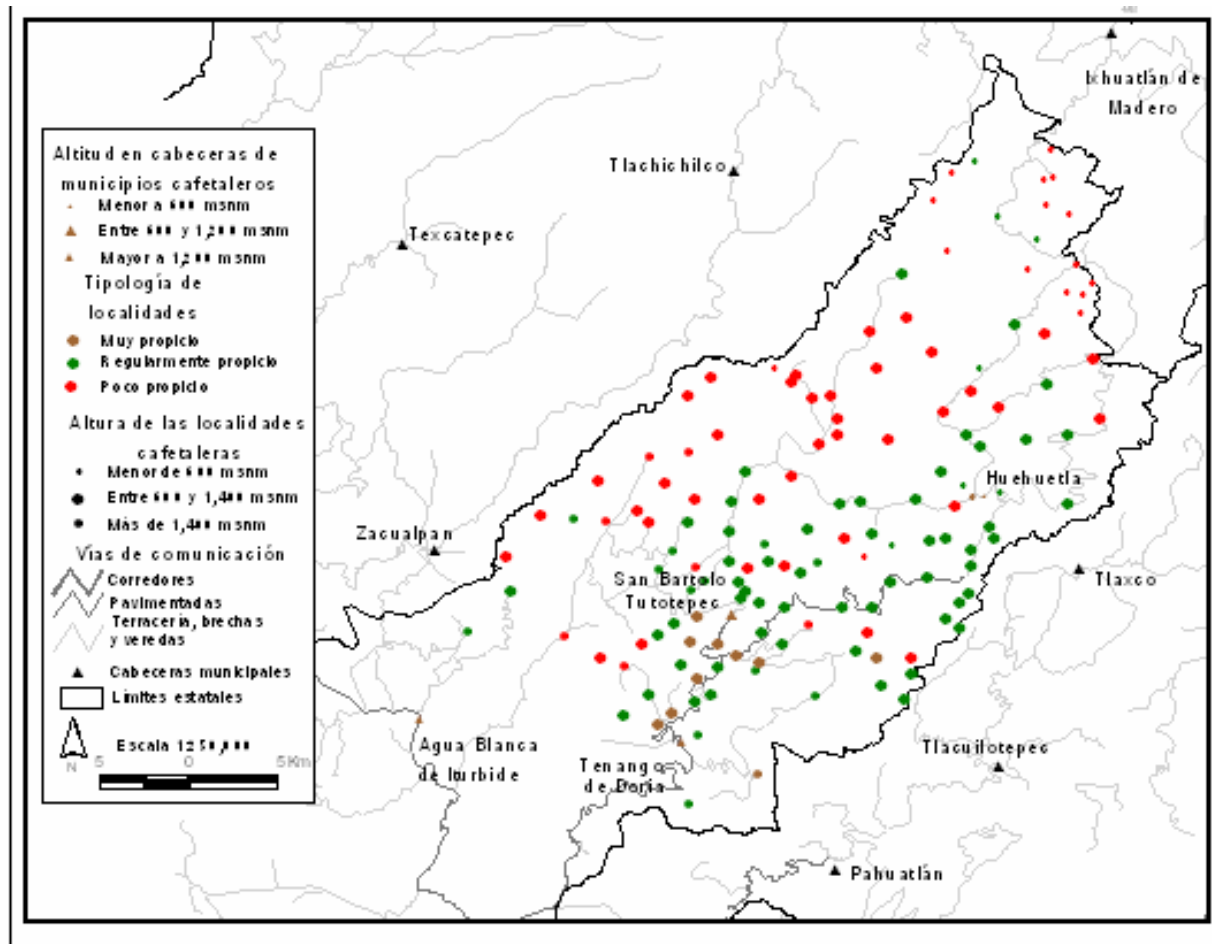 Altitud en cabeceras de
municipios cafetaleros
Menor a 600 msnm
Entre 600 y 1,200 msnm
Mayor a 1,200 msnm
Tipología de
localidades
Muy propicio
Regularmente propicio
Poco propicio
Altura de las localidades
cafetaleras
Menor de 600 msnm
Entre 600 y 1,400 msnm
Más de 1,400 msnm
Vías de comunicación
Corredores
Pavimentadas
Terracería, brechas
y veredas
Cabeceras municipales
Límites estatales
N
Escala 1:250,000
5 0 5 Km
Ixhuatlán de
Madero
Tlachichilco
Texcatepec
Huehuetla
Zacualpan
San Bartolo
Tutotepec
Tlaxco
Agua Blanca
de Iturbide
Tenango
de Doria
Tlacuilotepec
Pahuatlán